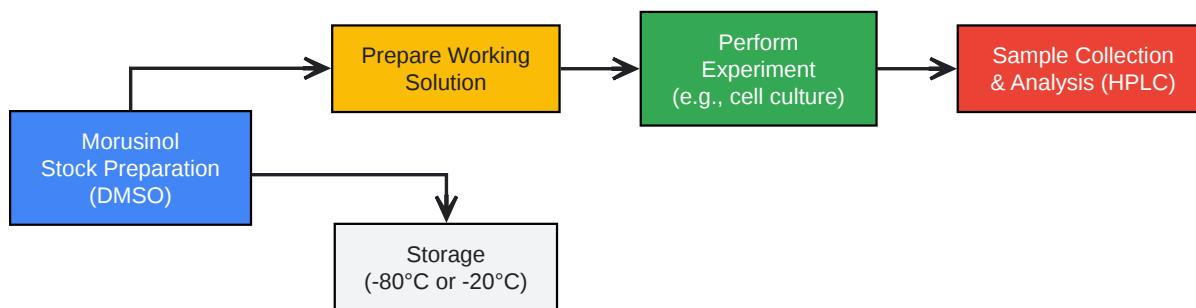 Morusinol
Stock Preparation
(DMSO)
Prepare Working
Solution
Perform
Experiment
(e.g., cell culture)
Sample Collection
& Analysis (HPLC)
Storage
(-80°C or -20°C)